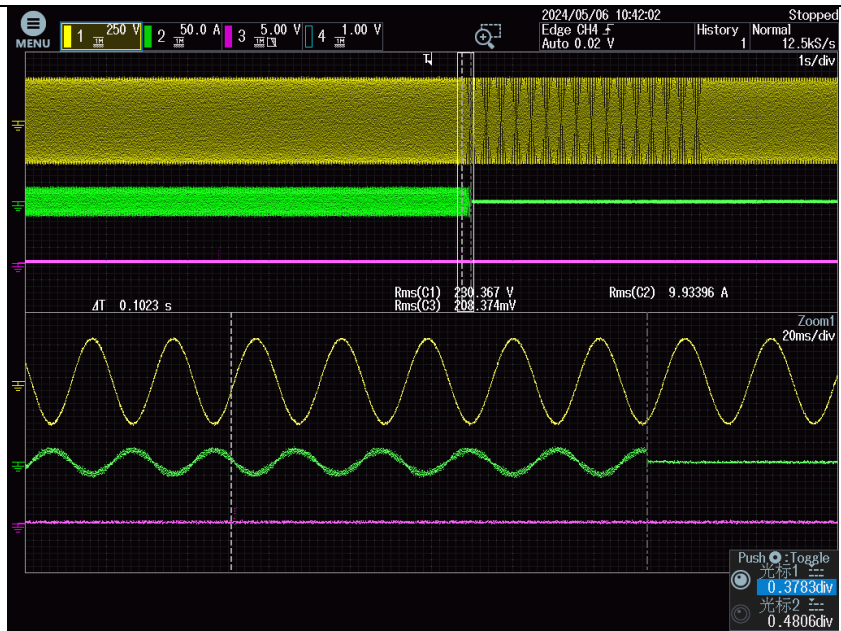 2024/05/06 10:42:02 Stopped
MENU 1 250 V 2 50.0 A 3 5.00 V 4 1.00 V Edge CH4 History Normal
Auto 0.02 V 1 12.5kS/s
T 1s/div
Rms(C1) 230.367 V Rms(C2) 9.93396 A
ΔT 0.1023 s Rms(C3) 208.374mV
Zoom1
20ms/div
Push :Toggle
光标1
0.3783div
光标2
0.4806div